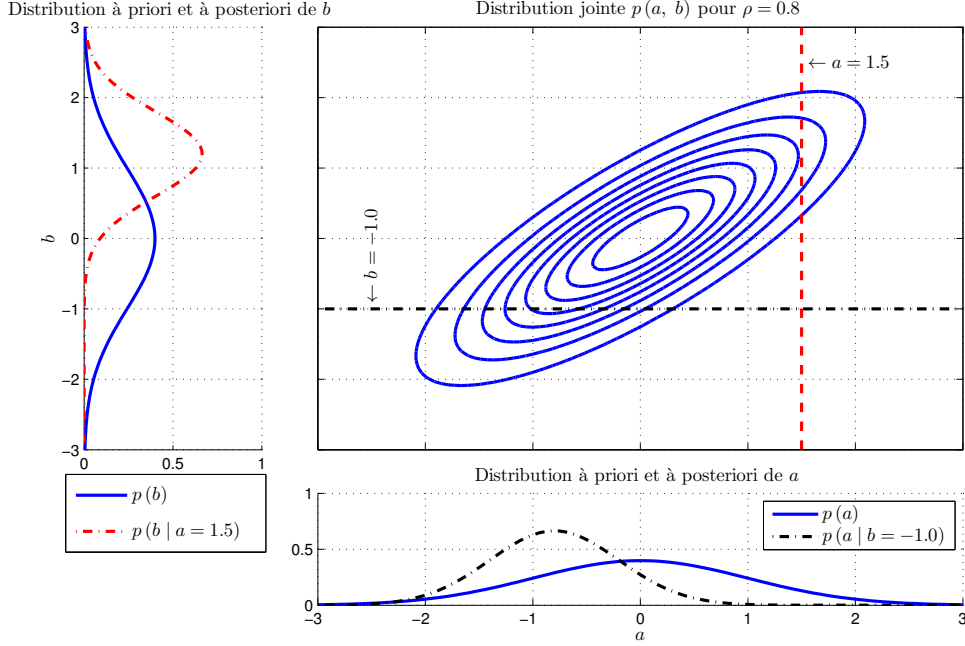 Distribution à priori et à posteriori de b
3
2
1
0
−1
−2
−3
b
0
0.5
1
p (b)
p (b | a = 1.5)
Distribution jointe p (a, b) pour ρ = 0.8
← a = 1.5
← b = −1.0
Distribution à priori et à posteriori de a
1
0.5
0
p (a)
p (a | b = −1.0)
−3
−2
−1
0
1
2
3
a